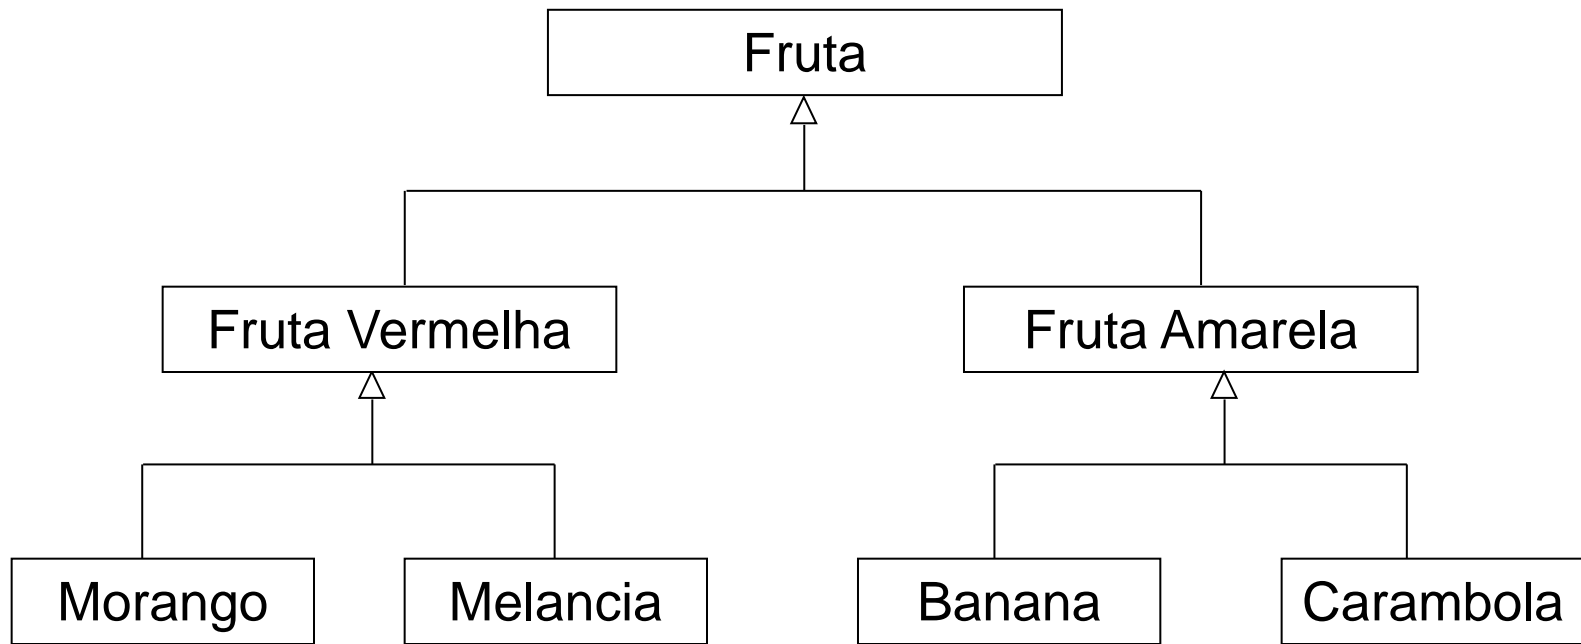 Fruta
Fruta Vermelha
Fruta Amarela
Morango
Melancia
Banana
Carambola